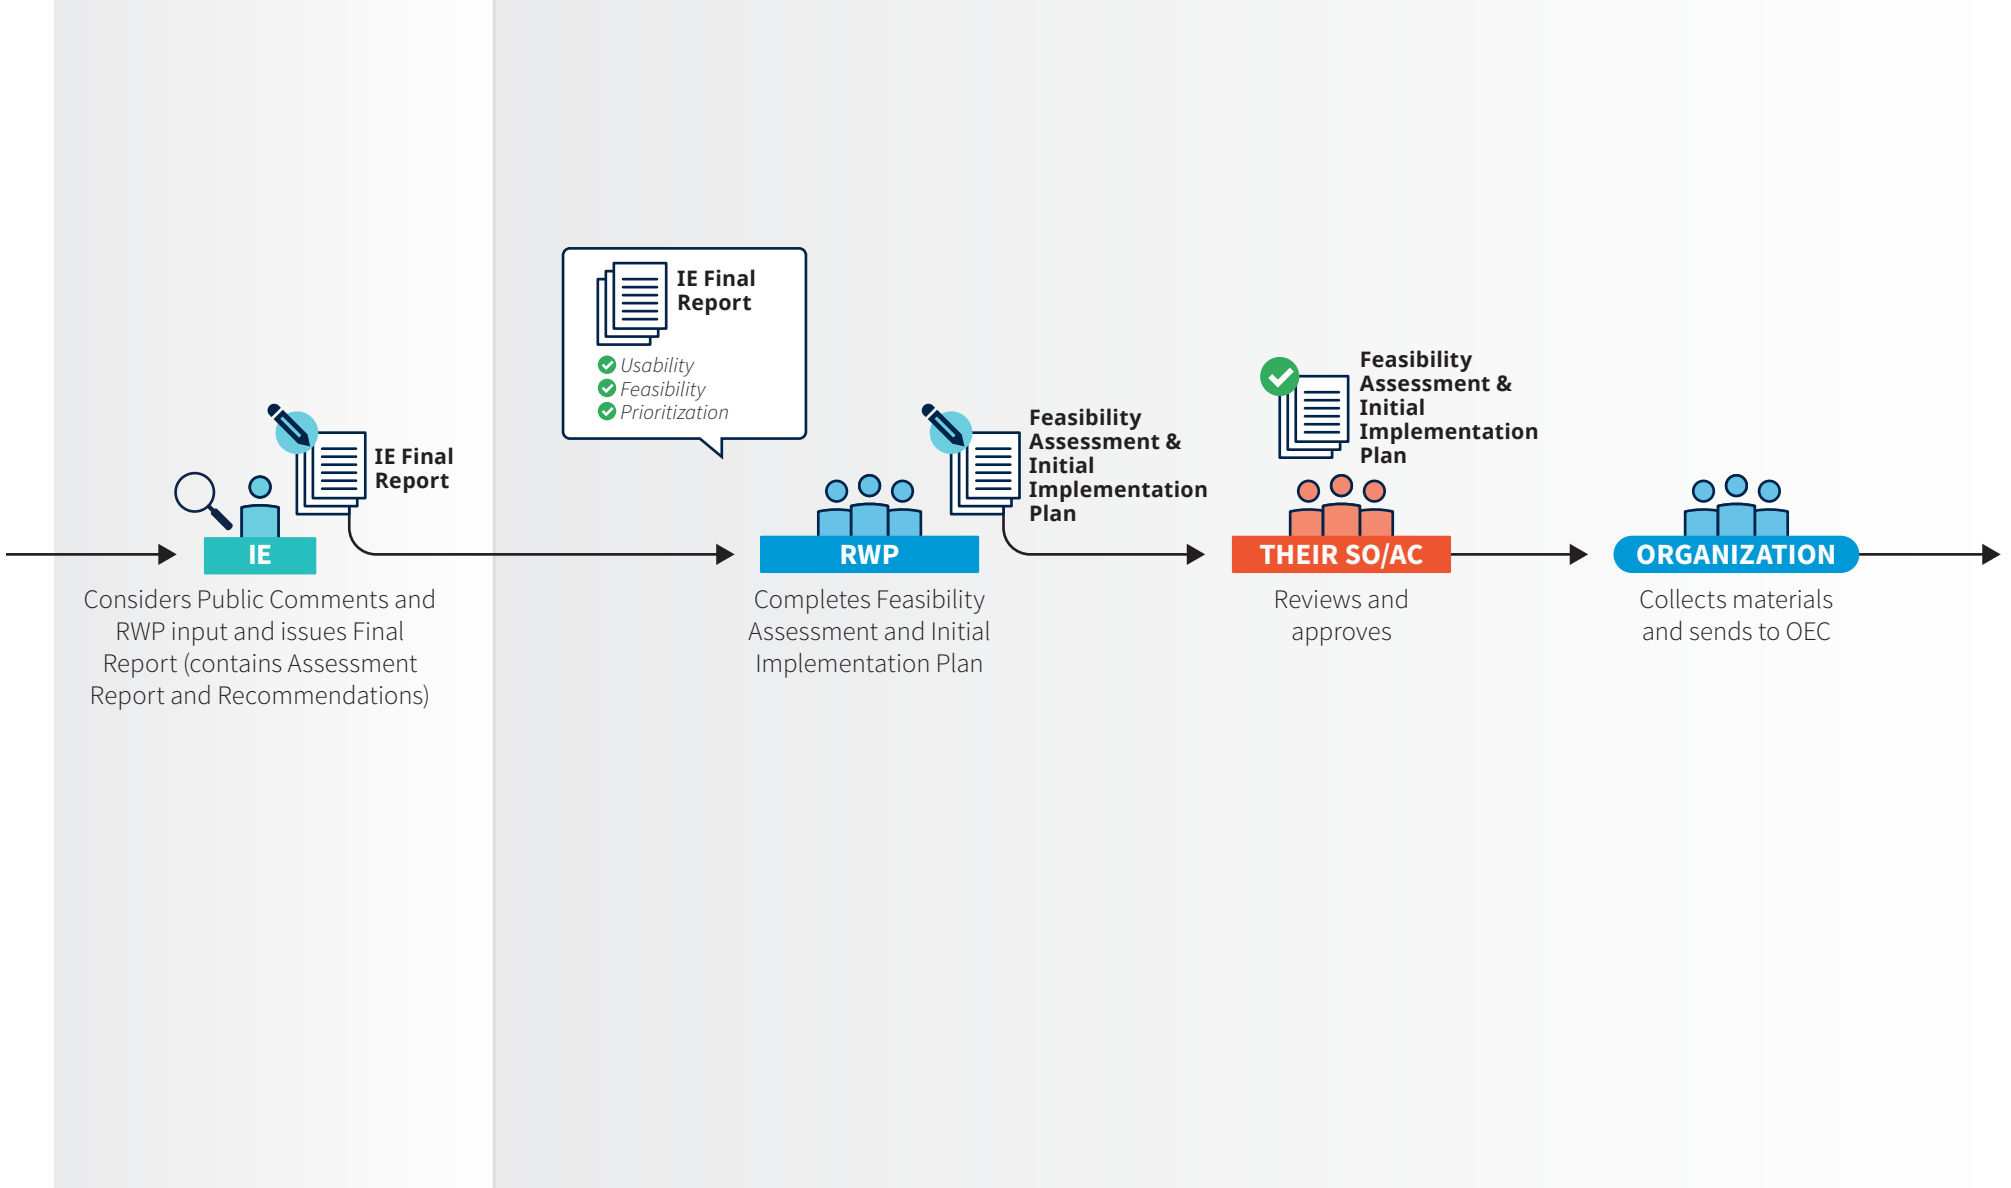 IE Final
Report
IE
Considers Public Comments and
RWP input and issues Final
Report (contains Assessment
Report and Recommendations)
IE Final
Report
Usability
Feasibility
Prioritization
Feasibility
Assessment &
Initial
Implementation
Plan
RWP
Completes Feasibility
Assessment and Initial
Implementation Plan
Feasibility
Assessment &
Initial
Implementation
Plan
THEIR SO/AC
Reviews and
approves
ORGANIZATION
Collects materials
and sends to OEC